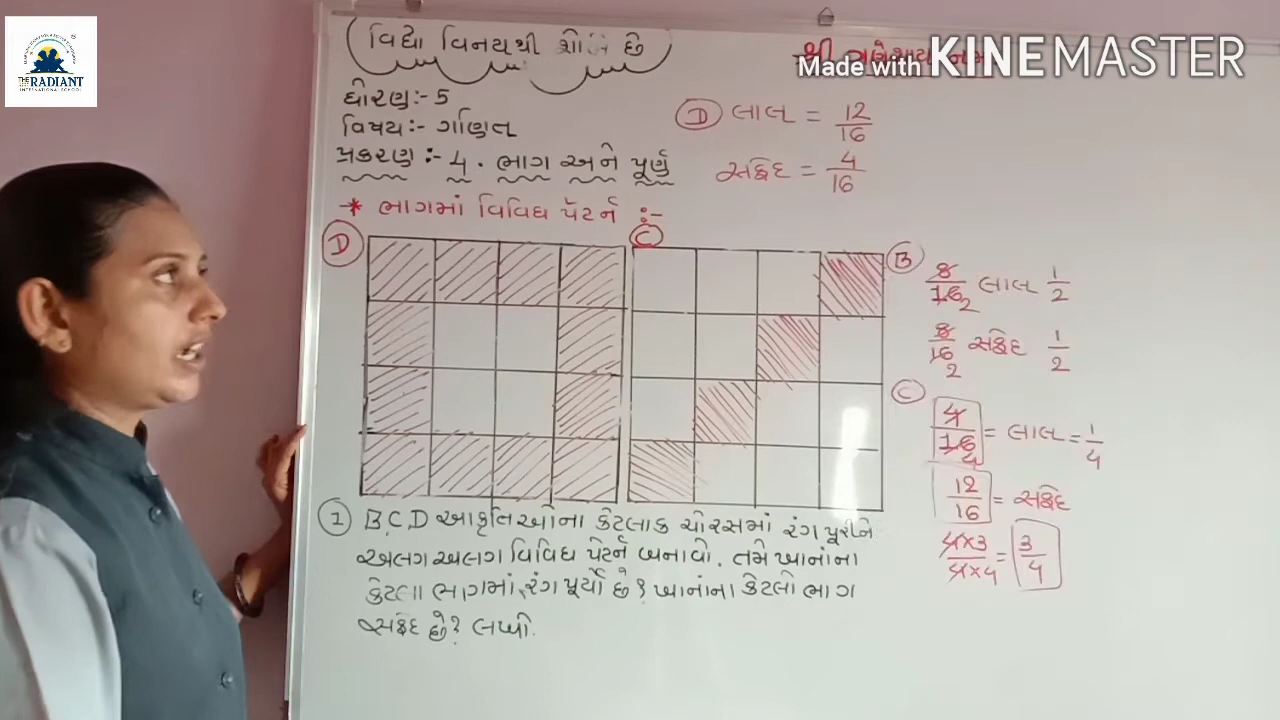 વિદ્યા વિનયથી શોભે છે
ધોરણ:- 5
વિષય:- ગણિત
પ્રકરણ:- 4. ભાગ અને પૂર્ણ
* ભાગમાં વિવિધ પૅટર્ન :-
D
C
1 B,C,D આકૃતિઓના કેટલાક ચોરસમાં રંગ પૂરીને
અલગ અલગ વિવિધ પેટર્ન બનાવો. તમે ખાનાંના
કેટલા ભાગમાં રંગ પૂર્યો છે? ખાનાંના કેટલો ભાગ
સફેદ છે? લખો.
શ્રી
D લાલ = 12/16
સફેદ = 4/16
B
8/16 2 લાલ 1/2
8/16 2 સફેદ 1/2
C
4/16 4 = લાલ = 1/4
12/16 = સફેદ
4×3/4×4 = 3/4
Made with KINEMASTER
THE RADIANT
INTERNATIONAL SCHOOL